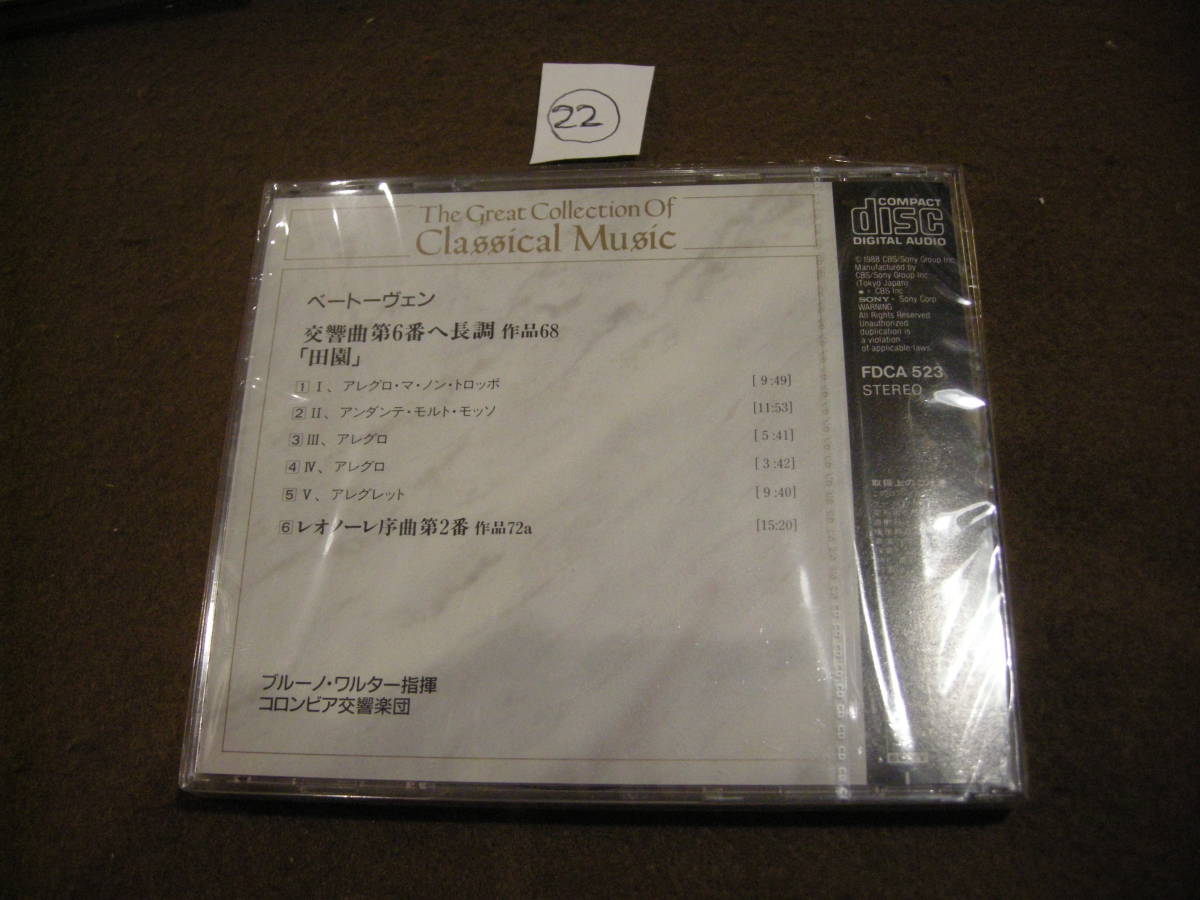 22
The Great Collection Of
Classical Music
ベートーヴェン
交響曲第6番ヘ長調 作品68
「田園」
1 I、アレグロ・マ・ノン・トロッポ [ 9:49]
2 II、アンダンテ・モルト・モッソ [11:53]
3 III、アレグロ [ 5:41]
4 IV、アレグロ [ 3:42]
5 V、アレグレット [ 9:40]
6 レオノーレ序曲第2番 作品72a [15:20]
ブルーノ・ワルター指揮
コロンビア交響楽団
COMPACT
disc
DIGITAL AUDIO
© 1988 CBS/Sony Group Inc.
Manufactured by
CBS/Sony Group Inc.
(Tokyo Japan)
CBS Inc
SONY Sony Corp
WARNING
All Rights Reserved
Unauthorized
duplication is
a violation
of applicable laws.
FDCA 523
STEREO